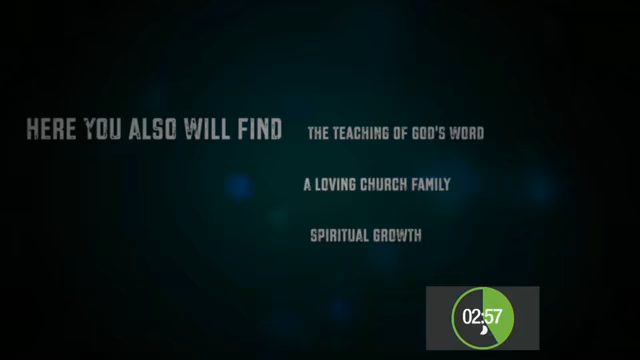 HERE YOU ALSO WILL FIND
THE TEACHING OF GOD'S WORD
A LOVING CHURCH FAMILY
SPIRITUAL GROWTH
02:57